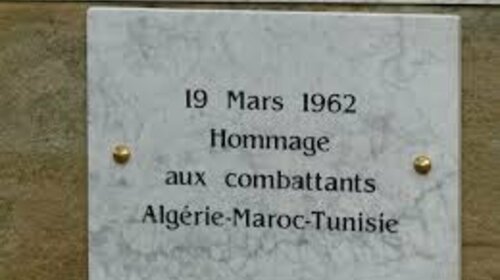 19 Mars 1962
Hommage
aux combattants
Algérie-Maroc-Tunisie